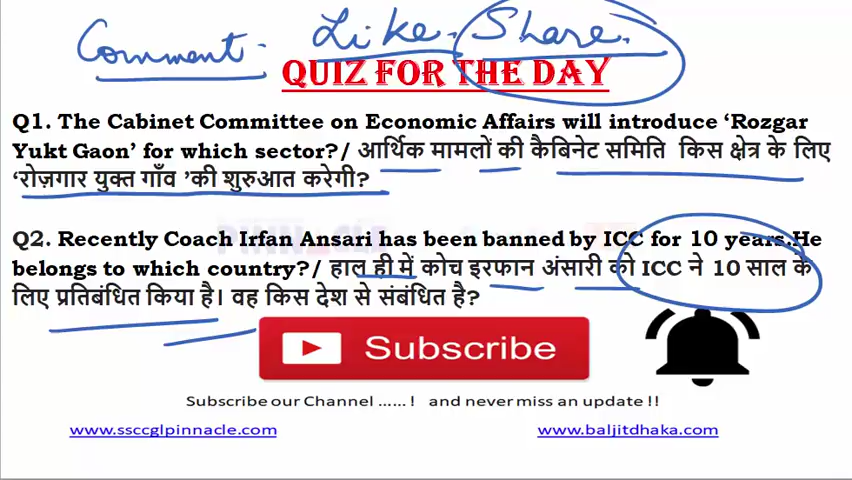 Comment. Like. Share.
QUIZ FOR THE DAY
Q1. The Cabinet Committee on Economic Affairs will introduce ‘Rozgar
Yukt Gaon’ for which sector?/ आर्थिक मामलों की कैबिनेट समिति किस क्षेत्र के लिए
‘रोज़गार युक्त गाँव ’की शुरुआत करेगी?
PINNACLE
Q2. Recently Coach Irfan Ansari has been banned by ICC for 10 years.He
belongs to which country?/ हाल ही में कोच इरफान अंसारी को ICC ने 10 साल के
लिए प्रतिबंधित किया है। वह किस देश से संबंधित है?
Subscribe
Subscribe our Channel ...... ! and never miss an update !!
www.ssccglpinnacle.com www.baljitdhaka.com